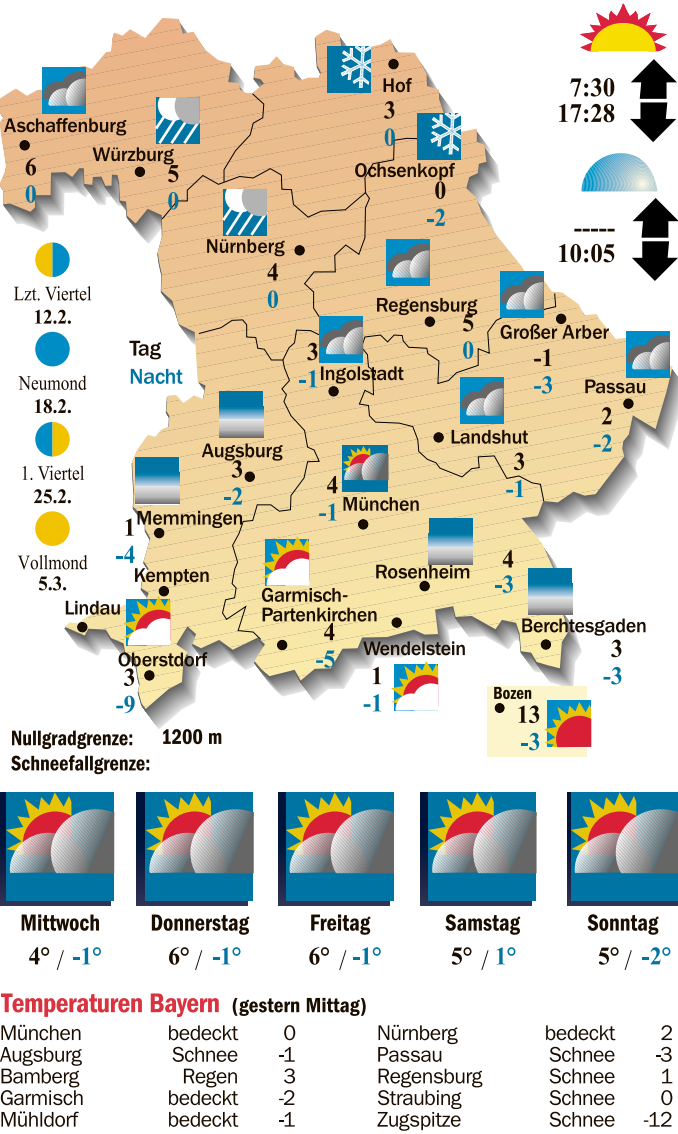 7:30
17:28
-----
10:05
Hof
3
0
Aschaffenburg
6
0
Würzburg
5
0
Ochsenkopf
0
-2
Nürnberg
4
0
Lzt. Viertel
12.2.
Neumond
18.2.
1. Viertel
25.2.
Vollmond
5.3.
Tag
Nacht
Regensburg
5
0
Großer Arber
-1
-3
3
-1
Ingolstadt
Passau
2
-2
Landshut
3
-1
Augsburg
3
-2
4
-1
München
Memmingen
1
-4
Kempten
Rosenheim
4
-3
Garmisch-
Partenkirchen
4
-5
Lindau
Berchtesgaden
3
-3
Oberstdorf
3
-9
Wendelstein
1
-1
Bozen
13
-3
Nullgradgrenze: 1200 m
Schneefallgrenze:
Mittwoch Donnerstag Freitag Samstag Sonntag
4° / -1° 6° / -1° 6° / -1° 5° / 1° 5° / -2°
Temperaturen Bayern (gestern Mittag)
München bedeckt 0 Nürnberg bedeckt 2
Augsburg Schnee -1 Passau Schnee -3
Bamberg Regen 3 Regensburg Schnee 1
Garmisch bedeckt -2 Straubing Schnee 0
Mühldorf bedeckt -1 Zugspitze Schnee -12